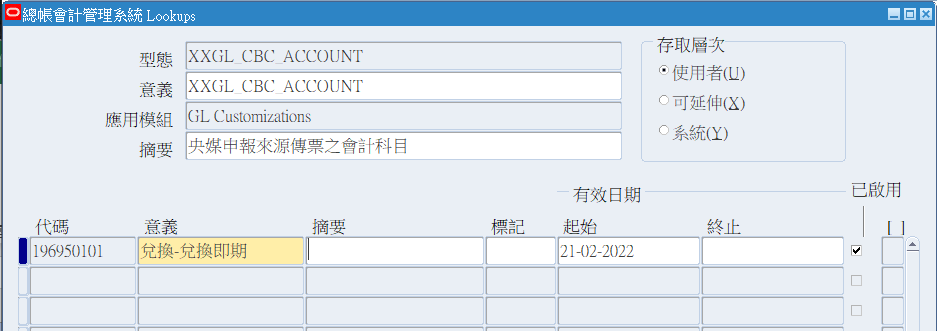 總帳會計管理系統 Lookups
型態 XXGL_CBC_ACCOUNT
意義 XXGL_CBC_ACCOUNT
應用模組 GL Customizations
摘要 央媒申報來源傳票之會計科目
存取層次
使用者(U)
可延伸(X)
系統(Y)
有效日期 已啟用
代碼 意義 摘要 標記 起始 終止 [ ]
196950101 兌換-兌換即期 21-02-2022